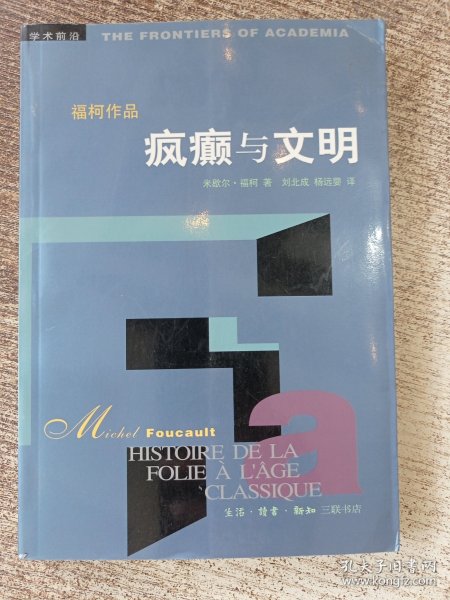 学术前沿 THE FRONTIERS OF ACADEMIA
福柯作品
疯癫与文明
米歇尔·福柯 著 刘北成 杨远婴 译
a
Michel Foucault
HISTOIRE DE LA
FOLIE À L'ÂGE
CLASSIQUE
生活·讀書·新知 三联书店
孔夫子旧书网